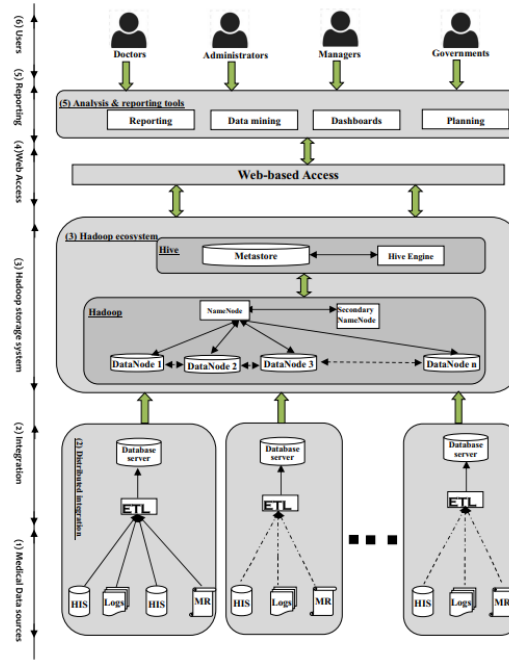 (6) Users
Doctors
Administrators
Managers
Governments
(5) Reporting
(5) Analysis & reporting tools
Reporting
Data mining
Dashboards
Planning
(4) Web Access
Web-based Access
(3) Hadoop storage system
(3) Hadoop ecosystem
Hive
Metastore
Hive Engine
Hadoop
NameNode
Secondary
NameNode
DataNode 1
DataNode 2
DataNode 3
DataNode n
(2) Integration
(2) Distributed integration
Database
server
ETL
Database
server
ETL
Database
server
ETL
(1) Medical Data sources
HIS
Logs
HIS
MR
HIS
Logs
MR
HIS
Logs
MR